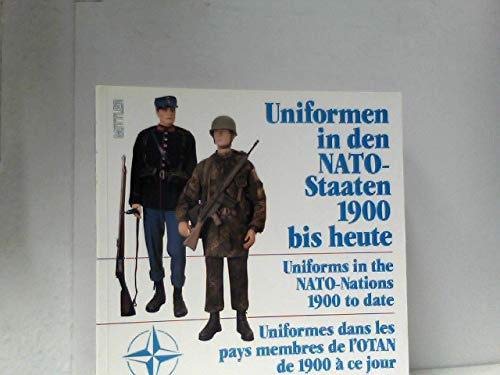 MITTLER
Uniformen
in den
NATO-
Staaten
1900
bis heute
Uniforms in the
NATO-Nations
1900 to date
Uniformes dans les
pays membres de l'OTAN
de 1900 à ce jour